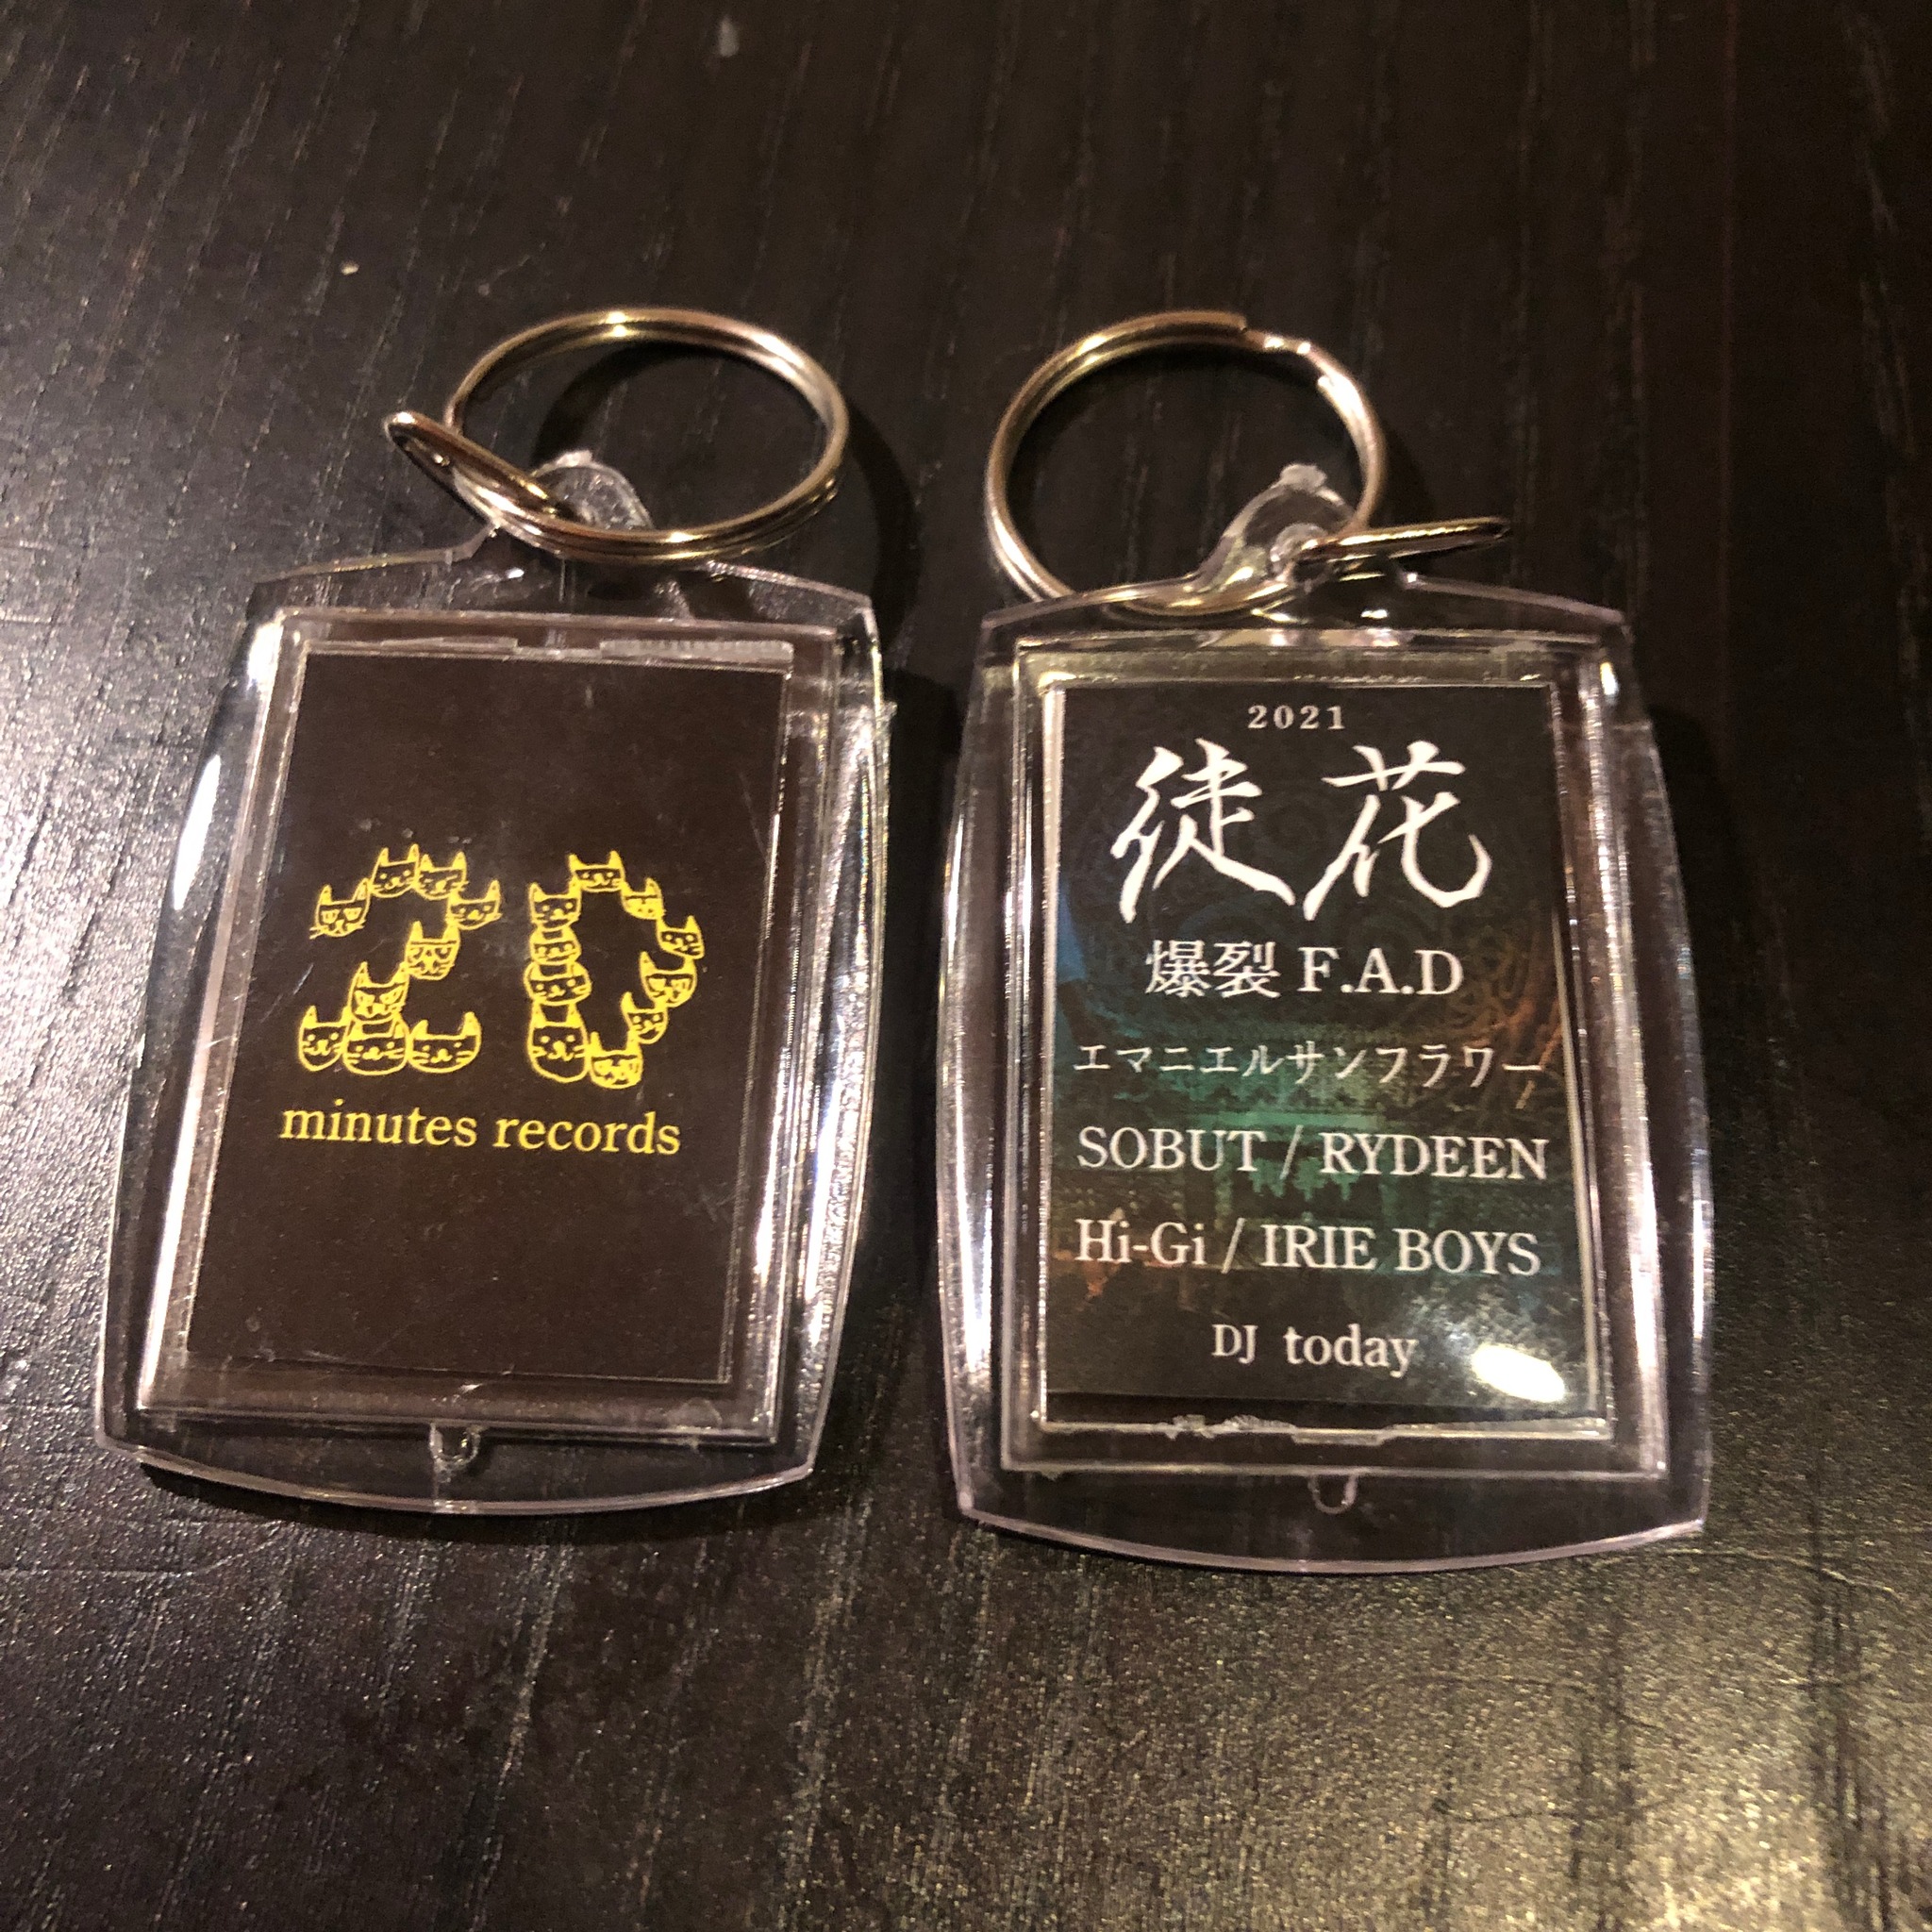 20
minutes records
2021
徒花
爆裂 F.A.D
エマニエルサンフラワー
SOBUT / RYDEEN
Hi-Gi / IRIE BOYS
DJ today